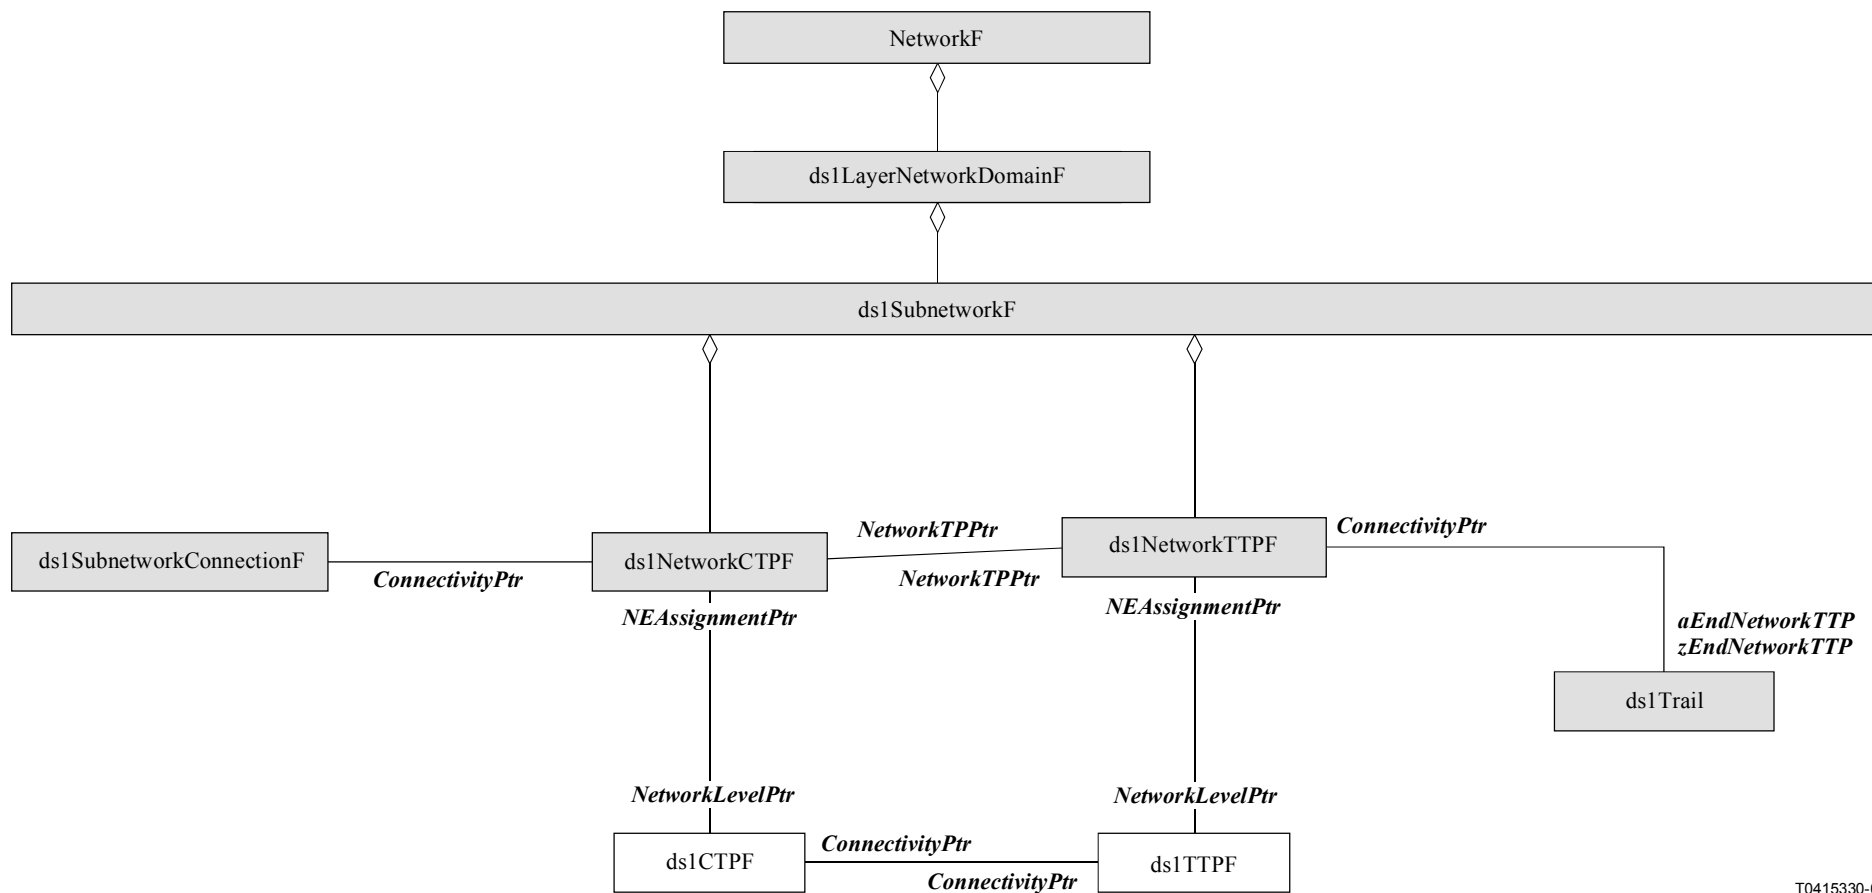 NetworkF
ds1LayerNetworkDomainF
ds1SubnetworkF
ds1SubnetworkConnectionF
ConnectivityPtr
ds1NetworkCTPF
NetworkTPPtr
NetworkTPPtr
ds1NetworkTTPF
ConnectivityPtr
NEAssignmentPtr
NEAssignmentPtr
aEndNetworkTTP
zEndNetworkTTP
ds1Trail
NetworkLevelPtr
NetworkLevelPtr
ds1CTPF
ConnectivityPtr
ConnectivityPtr
ds1TTPF